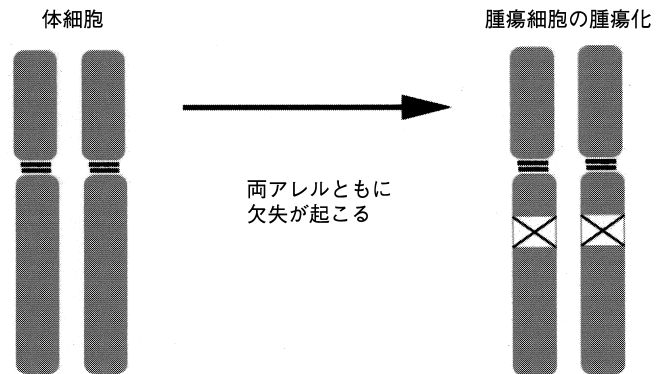 体細胞
腫瘍細胞の腫瘍化
両アレルともに
欠失が起こる